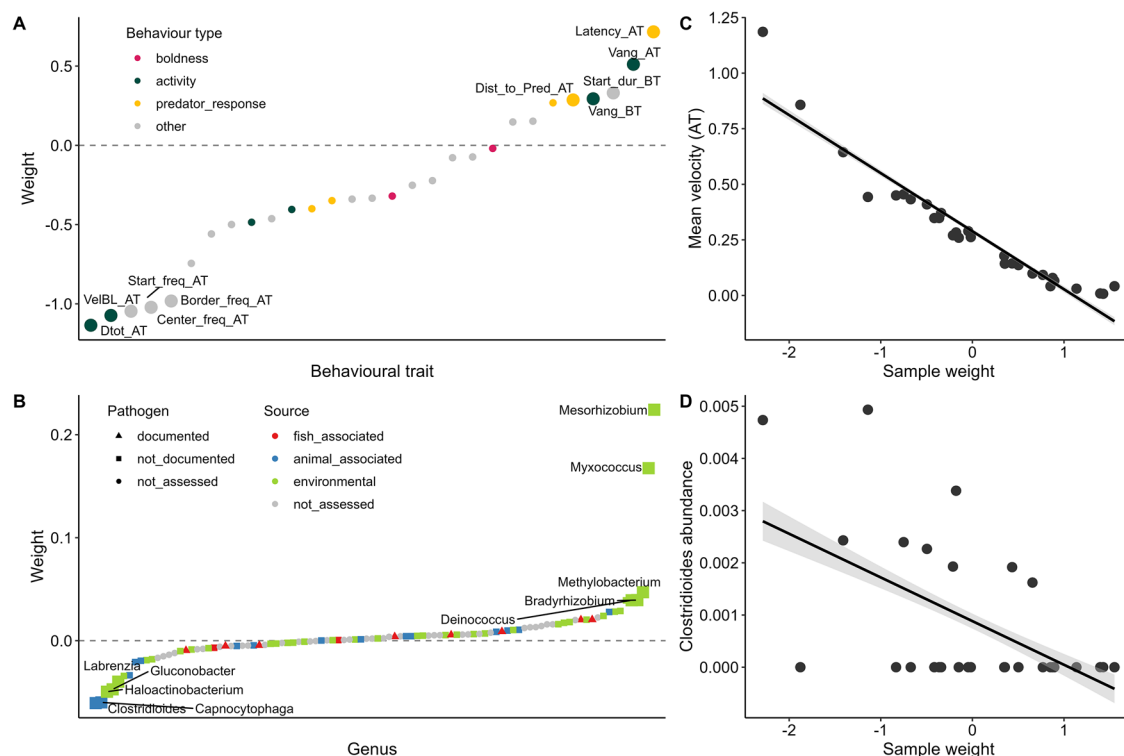 A
Behaviour type
boldness
activity
predator_response
other
Latency_AT
Vang_AT
Start_dur_BT
Dist_to_Pred_AT
Vang_BT
0.5
0.0
-0.5
-1.0
Weight
Start_freq_AT
VelBL_AT
Border_freq_AT
Dtot_AT
Center_freq_AT
Behavioural trait
C
1.25
1.00
0.75
0.50
0.25
0.00
Mean velocity (AT)
-2
-1
0
1
Sample weight
B
Pathogen
documented
not_documented
not_assessed
Source
fish_associated
animal_associated
environmental
not_assessed
Mesorhizobium
Myxococcus
0.2
0.1
0.0
Weight
Methylobacterium
Bradyrhizobium
Deinococcus
Labrenzia
Gluconobacter
Haloactinobacterium
Clostridioides
Capnocytophaga
Genus
D
0.005
0.004
0.003
0.002
0.001
0.000
Clostridioides abundance
-2
-1
0
1
Sample weight